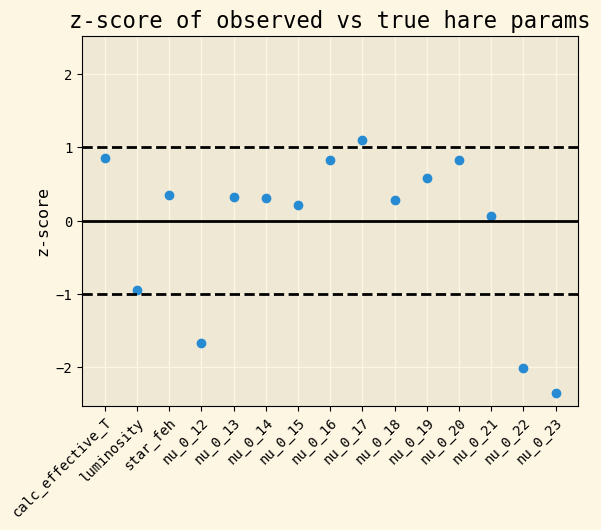 z-score of observed vs true hare params
z-score
2
1
0
−1
−2
calc_effective_T
luminosity
star_feh
nu_0_12
nu_0_13
nu_0_14
nu_0_15
nu_0_16
nu_0_17
nu_0_18
nu_0_19
nu_0_20
nu_0_21
nu_0_22
nu_0_23